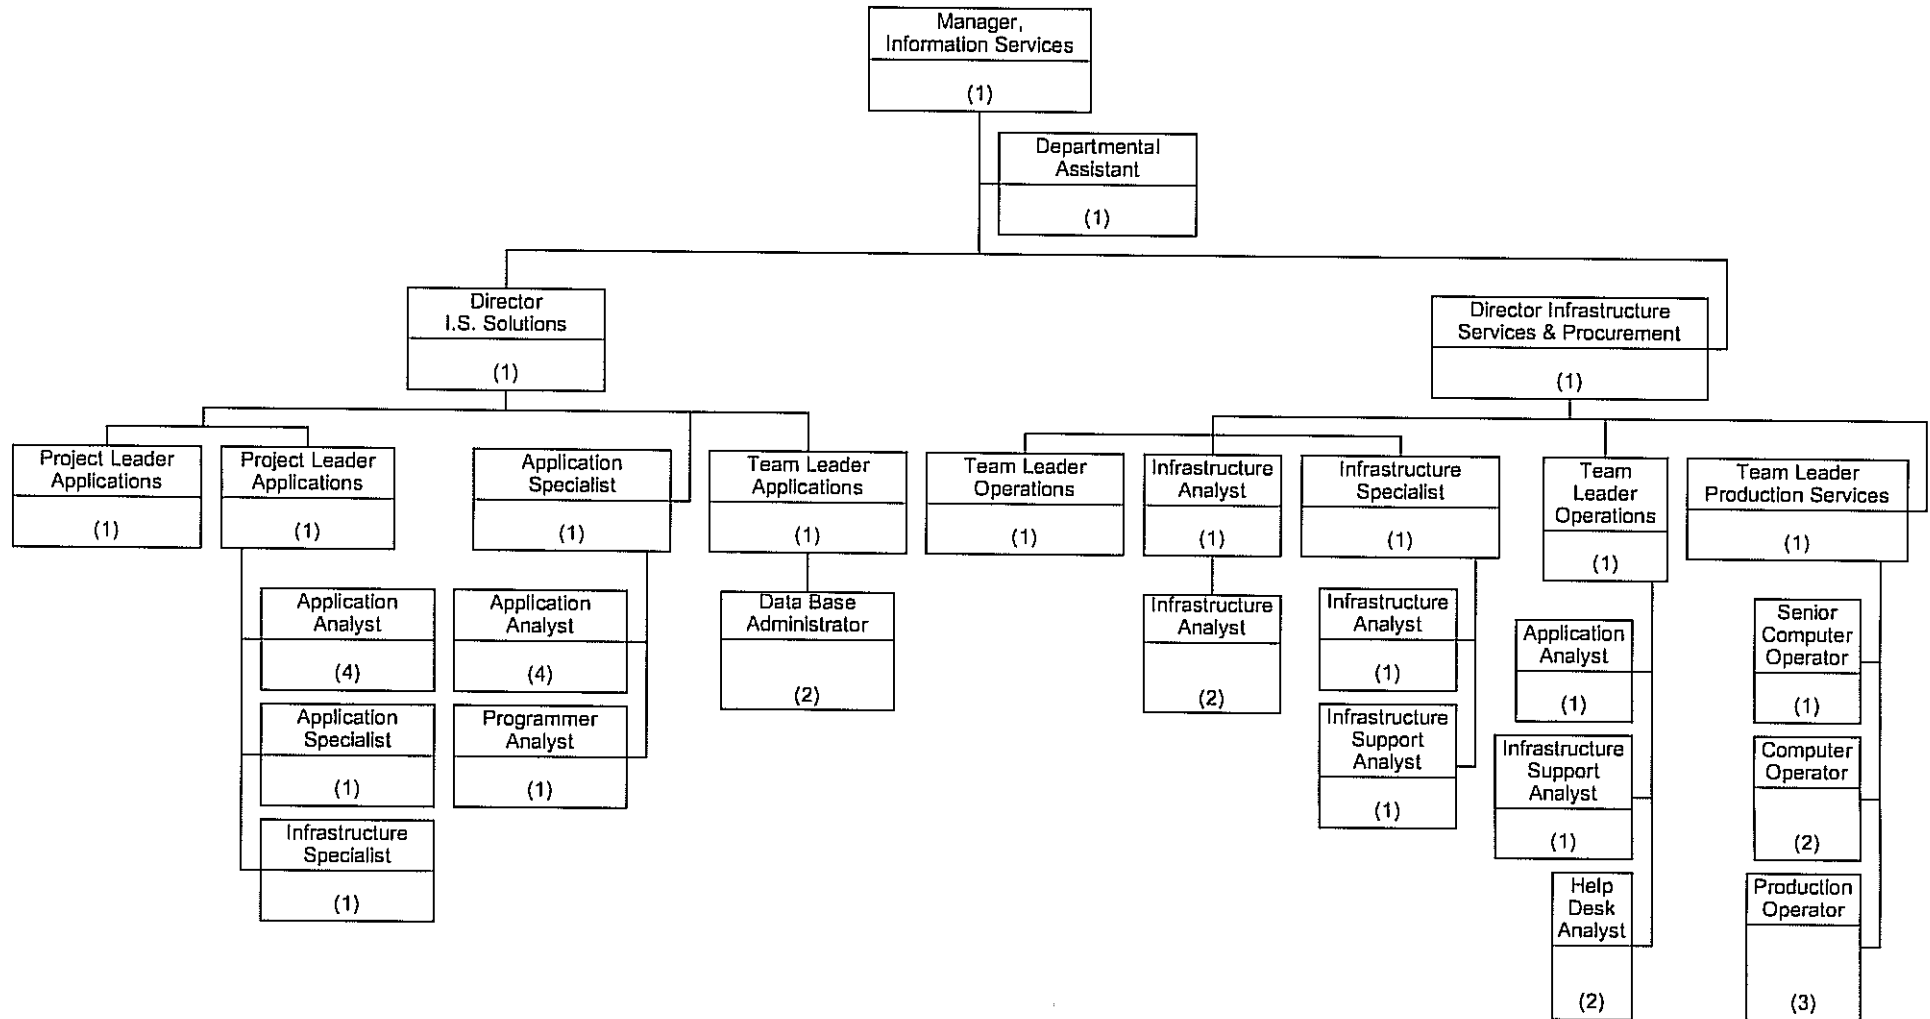 Manager,
Information Services
(1)
Departmental
Assistant
(1)
Director
I.S. Solutions
(1)
Director Infrastructure
Services & Procurement
(1)
Project Leader
Applications
(1)
Project Leader
Applications
(1)
Application
Specialist
(1)
Team Leader
Applications
(1)
Team Leader
Operations
(1)
Infrastructure
Analyst
(1)
Infrastructure
Specialist
(1)
Team
Leader
Operations
(1)
Team Leader
Production Services
(1)
Application
Analyst
(4)
Application
Specialist
(1)
Infrastructure
Specialist
(1)
Application
Analyst
(4)
Programmer
Analyst
(1)
Data Base
Administrator
(2)
Infrastructure
Analyst
(2)
Infrastructure
Analyst
(1)
Infrastructure
Support
Analyst
(1)
Application
Analyst
(1)
Infrastructure
Support
Analyst
(1)
Help
Desk
Analyst
(2)
Senior
Computer
Operator
(1)
Computer
Operator
(2)
Production
Operator
(3)